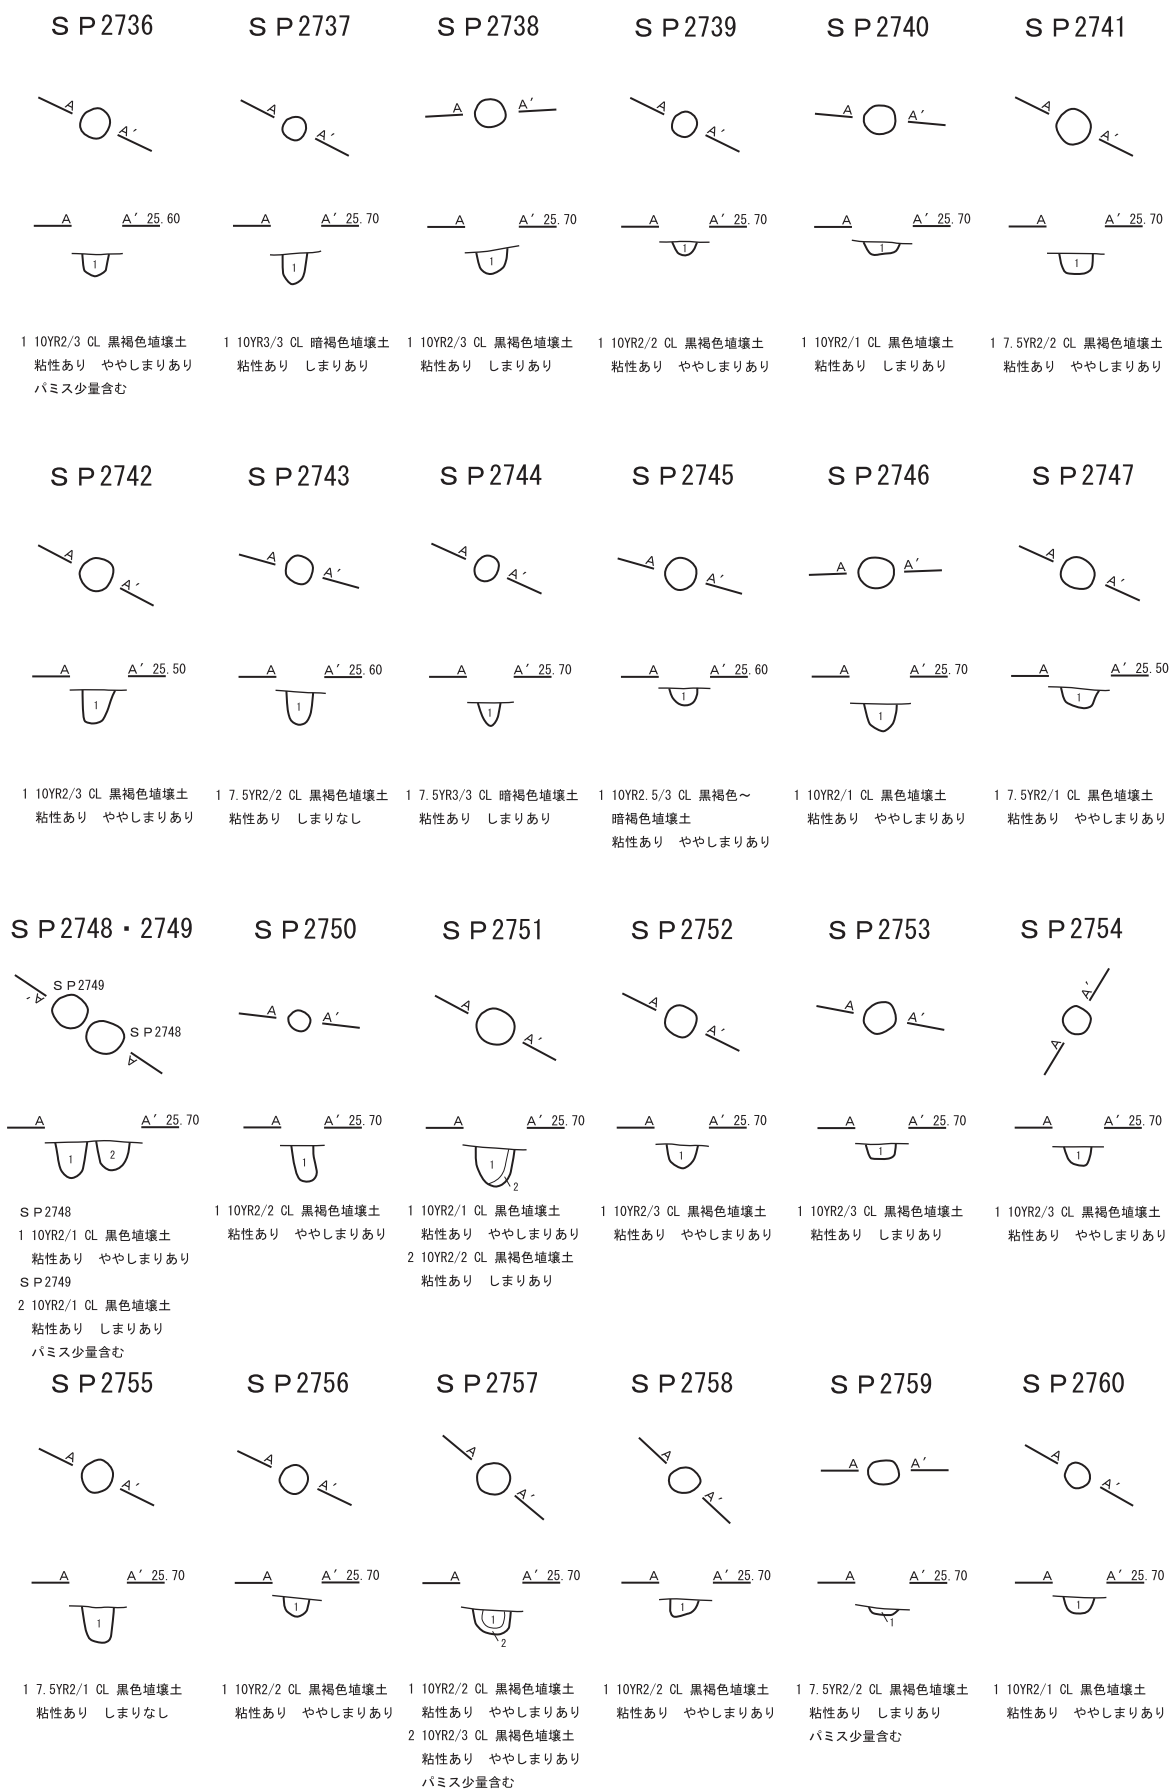 ＳＰ2736
A
A′
A
A′ 25.60
1
1 10YR2/3 CL 黒褐色埴壌土
粘性あり　ややしまりあり
パミス少量含む
ＳＰ2737
A
A′
A
A′ 25.70
1
1 10YR3/3 CL 暗褐色埴壌土
粘性あり　しまりあり
ＳＰ2738
A
A′
A
A′ 25.70
1
1 10YR2/3 CL 黒褐色埴壌土
粘性あり　しまりあり
ＳＰ2739
A
A′
A
A′ 25.70
1
1 10YR2/2 CL 黒褐色埴壌土
粘性あり　ややしまりあり
ＳＰ2740
A
A′
A
A′ 25.70
1
1 10YR2/1 CL 黒色埴壌土
粘性あり　しまりあり
ＳＰ2741
A
A′
A
A′ 25.70
1
1 7.5YR2/2 CL 黒褐色埴壌土
粘性あり　ややしまりあり
ＳＰ2742
A
A′
A
A′ 25.50
1
1 10YR2/3 CL 黒褐色埴壌土
粘性あり　ややしまりあり
ＳＰ2743
A
A′
A
A′ 25.60
1
1 7.5YR2/2 CL 黒褐色埴壌土
粘性あり　しまりなし
ＳＰ2744
A
A′
A
A′ 25.70
1
1 7.5YR3/3 CL 暗褐色埴壌土
粘性あり　しまりあり
ＳＰ2745
A
A′
A
A′ 25.60
1
1 10YR2.5/3 CL 黒褐色～
暗褐色埴壌土
粘性あり　ややしまりあり
ＳＰ2746
A
A′
A
A′ 25.70
1
1 10YR2/1 CL 黒色埴壌土
粘性あり　ややしまりあり
ＳＰ2747
A
A′
A
A′ 25.50
1
1 7.5YR2/1 CL 黒色埴壌土
粘性あり　ややしまりあり
ＳＰ2748・2749
ＳＰ2749
A′
ＳＰ2748
A
A
A′ 25.70
1
2
ＳＰ2748
1 10YR2/1 CL 黒色埴壌土
粘性あり　ややしまりあり
ＳＰ2749
2 10YR2/1 CL 黒色埴壌土
粘性あり　しまりあり
パミス少量含む
ＳＰ2750
A
A′
A
A′ 25.70
1
1 10YR2/2 CL 黒褐色埴壌土
粘性あり　ややしまりあり
ＳＰ2751
A
A′
A
A′ 25.70
1
2
1 10YR2/1 CL 黒色埴壌土
粘性あり　ややしまりあり
2 10YR2/2 CL 黒褐色埴壌土
粘性あり　しまりあり
ＳＰ2752
A
A′
A
A′ 25.70
1
1 10YR2/3 CL 黒褐色埴壌土
粘性あり　ややしまりあり
ＳＰ2753
A
A′
A
A′ 25.70
1
1 10YR2/3 CL 黒褐色埴壌土
粘性あり　しまりあり
ＳＰ2754
A′
A
A
A′ 25.70
1
1 10YR2/3 CL 黒褐色埴壌土
粘性あり　ややしまりあり
ＳＰ2755
A
A′
A
A′ 25.70
1
1 7.5YR2/1 CL 黒色埴壌土
粘性あり　しまりなし
ＳＰ2756
A
A′
A
A′ 25.70
1
1 10YR2/2 CL 黒褐色埴壌土
粘性あり　ややしまりあり
ＳＰ2757
A
A′
A
A′ 25.70
1
2
1 10YR2/2 CL 黒褐色埴壌土
粘性あり　ややしまりあり
2 10YR2/3 CL 黒褐色埴壌土
粘性あり　ややしまりあり
パミス少量含む
ＳＰ2758
A
A′
A
A′ 25.70
1
1 10YR2/2 CL 黒褐色埴壌土
粘性あり　ややしまりあり
ＳＰ2759
A
A′
A
A′ 25.70
1
1 7.5YR2/2 CL 黒褐色埴壌土
粘性あり　しまりあり
パミス少量含む
ＳＰ2760
A
A′
A
A′ 25.70
1
1 10YR2/1 CL 黒色埴壌土
粘性あり　ややしまりあり